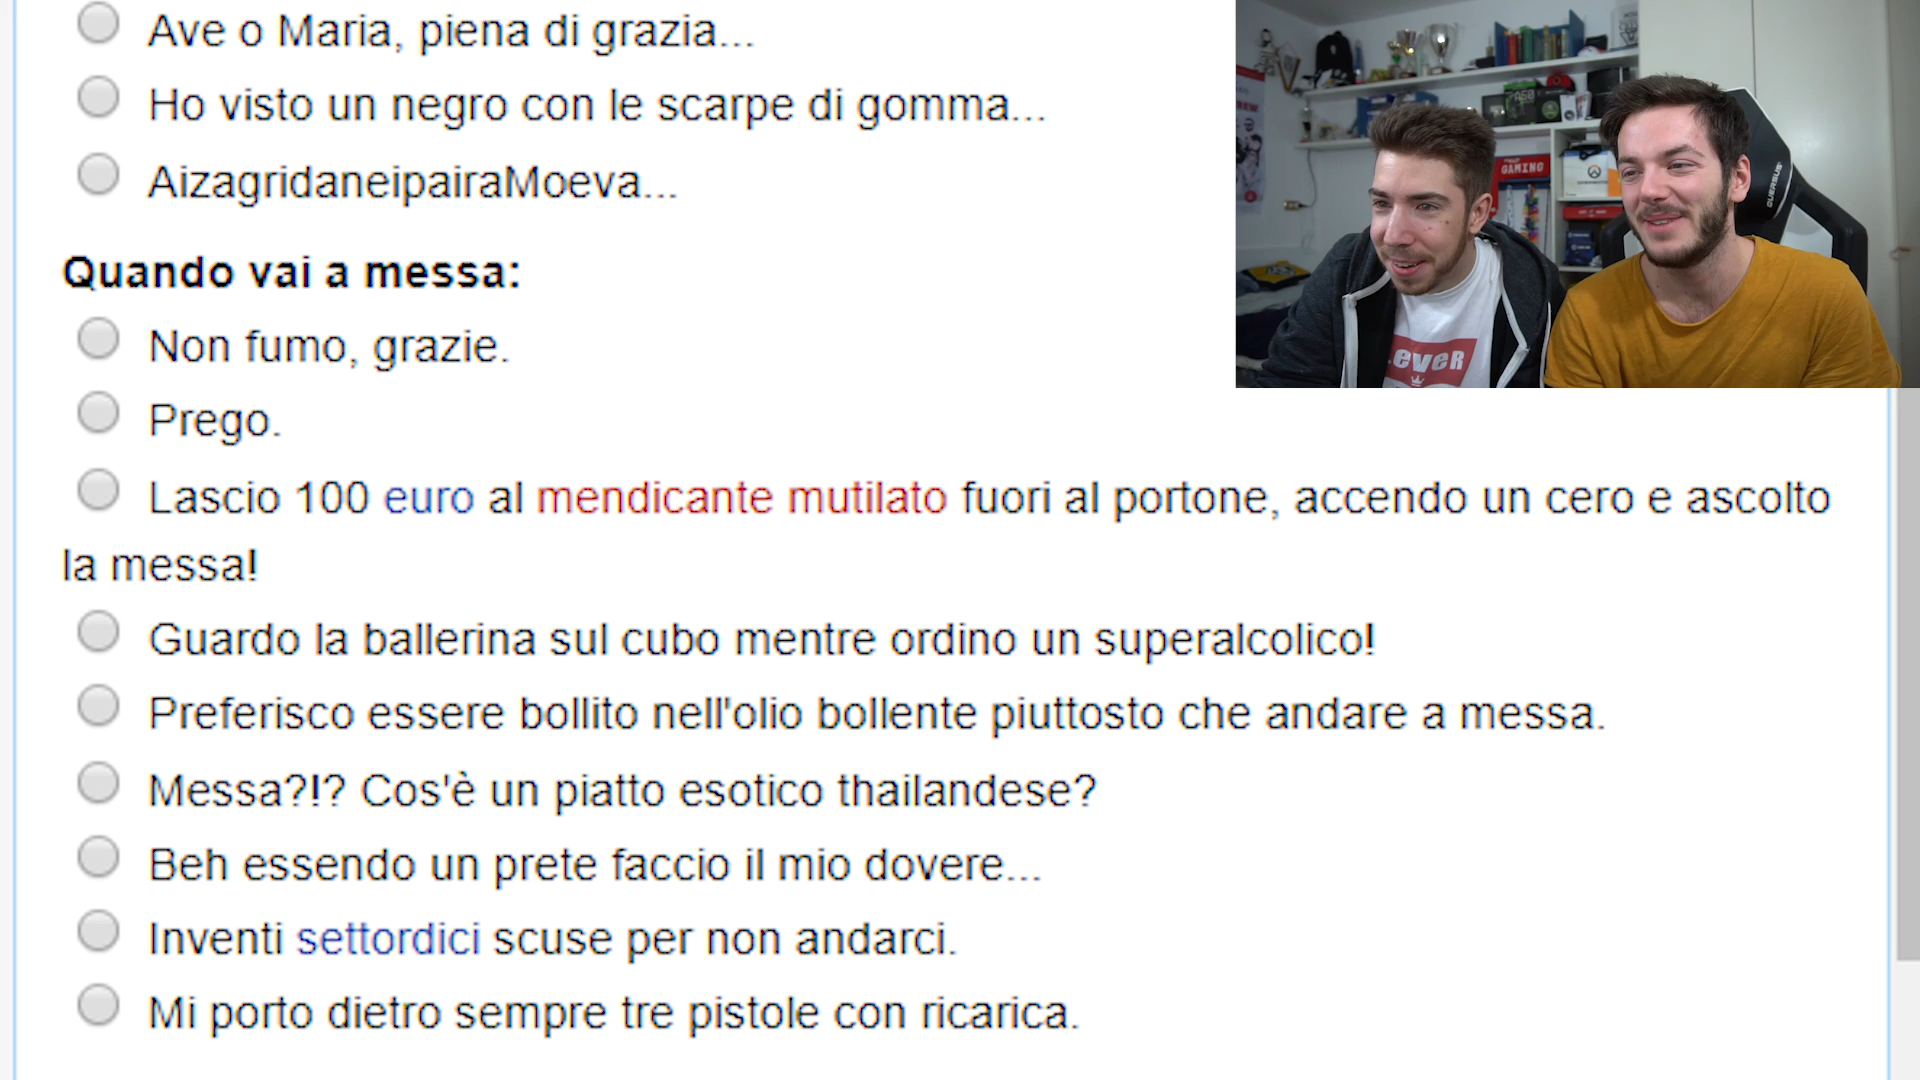 Ave o Maria, piena di grazia...
Ho visto un negro con le scarpe di gomma...
AizagridaneipairaMoeva...
Quando vai a messa:
Non fumo, grazie.
Prego.
Lascio 100 euro al mendicante mutilato fuori al portone, accendo un cero e ascolto
la messa!
Guardo la ballerina sul cubo mentre ordino un superalcolico!
Preferisco essere bollito nell'olio bollente piuttosto che andare a messa.
Messa?!? Cos'è un piatto esotico thailandese?
Beh essendo un prete faccio il mio dovere...
Inventi settordici scuse per non andarci.
Mi porto dietro sempre tre pistole con ricarica.
GAMING
QUERSUS